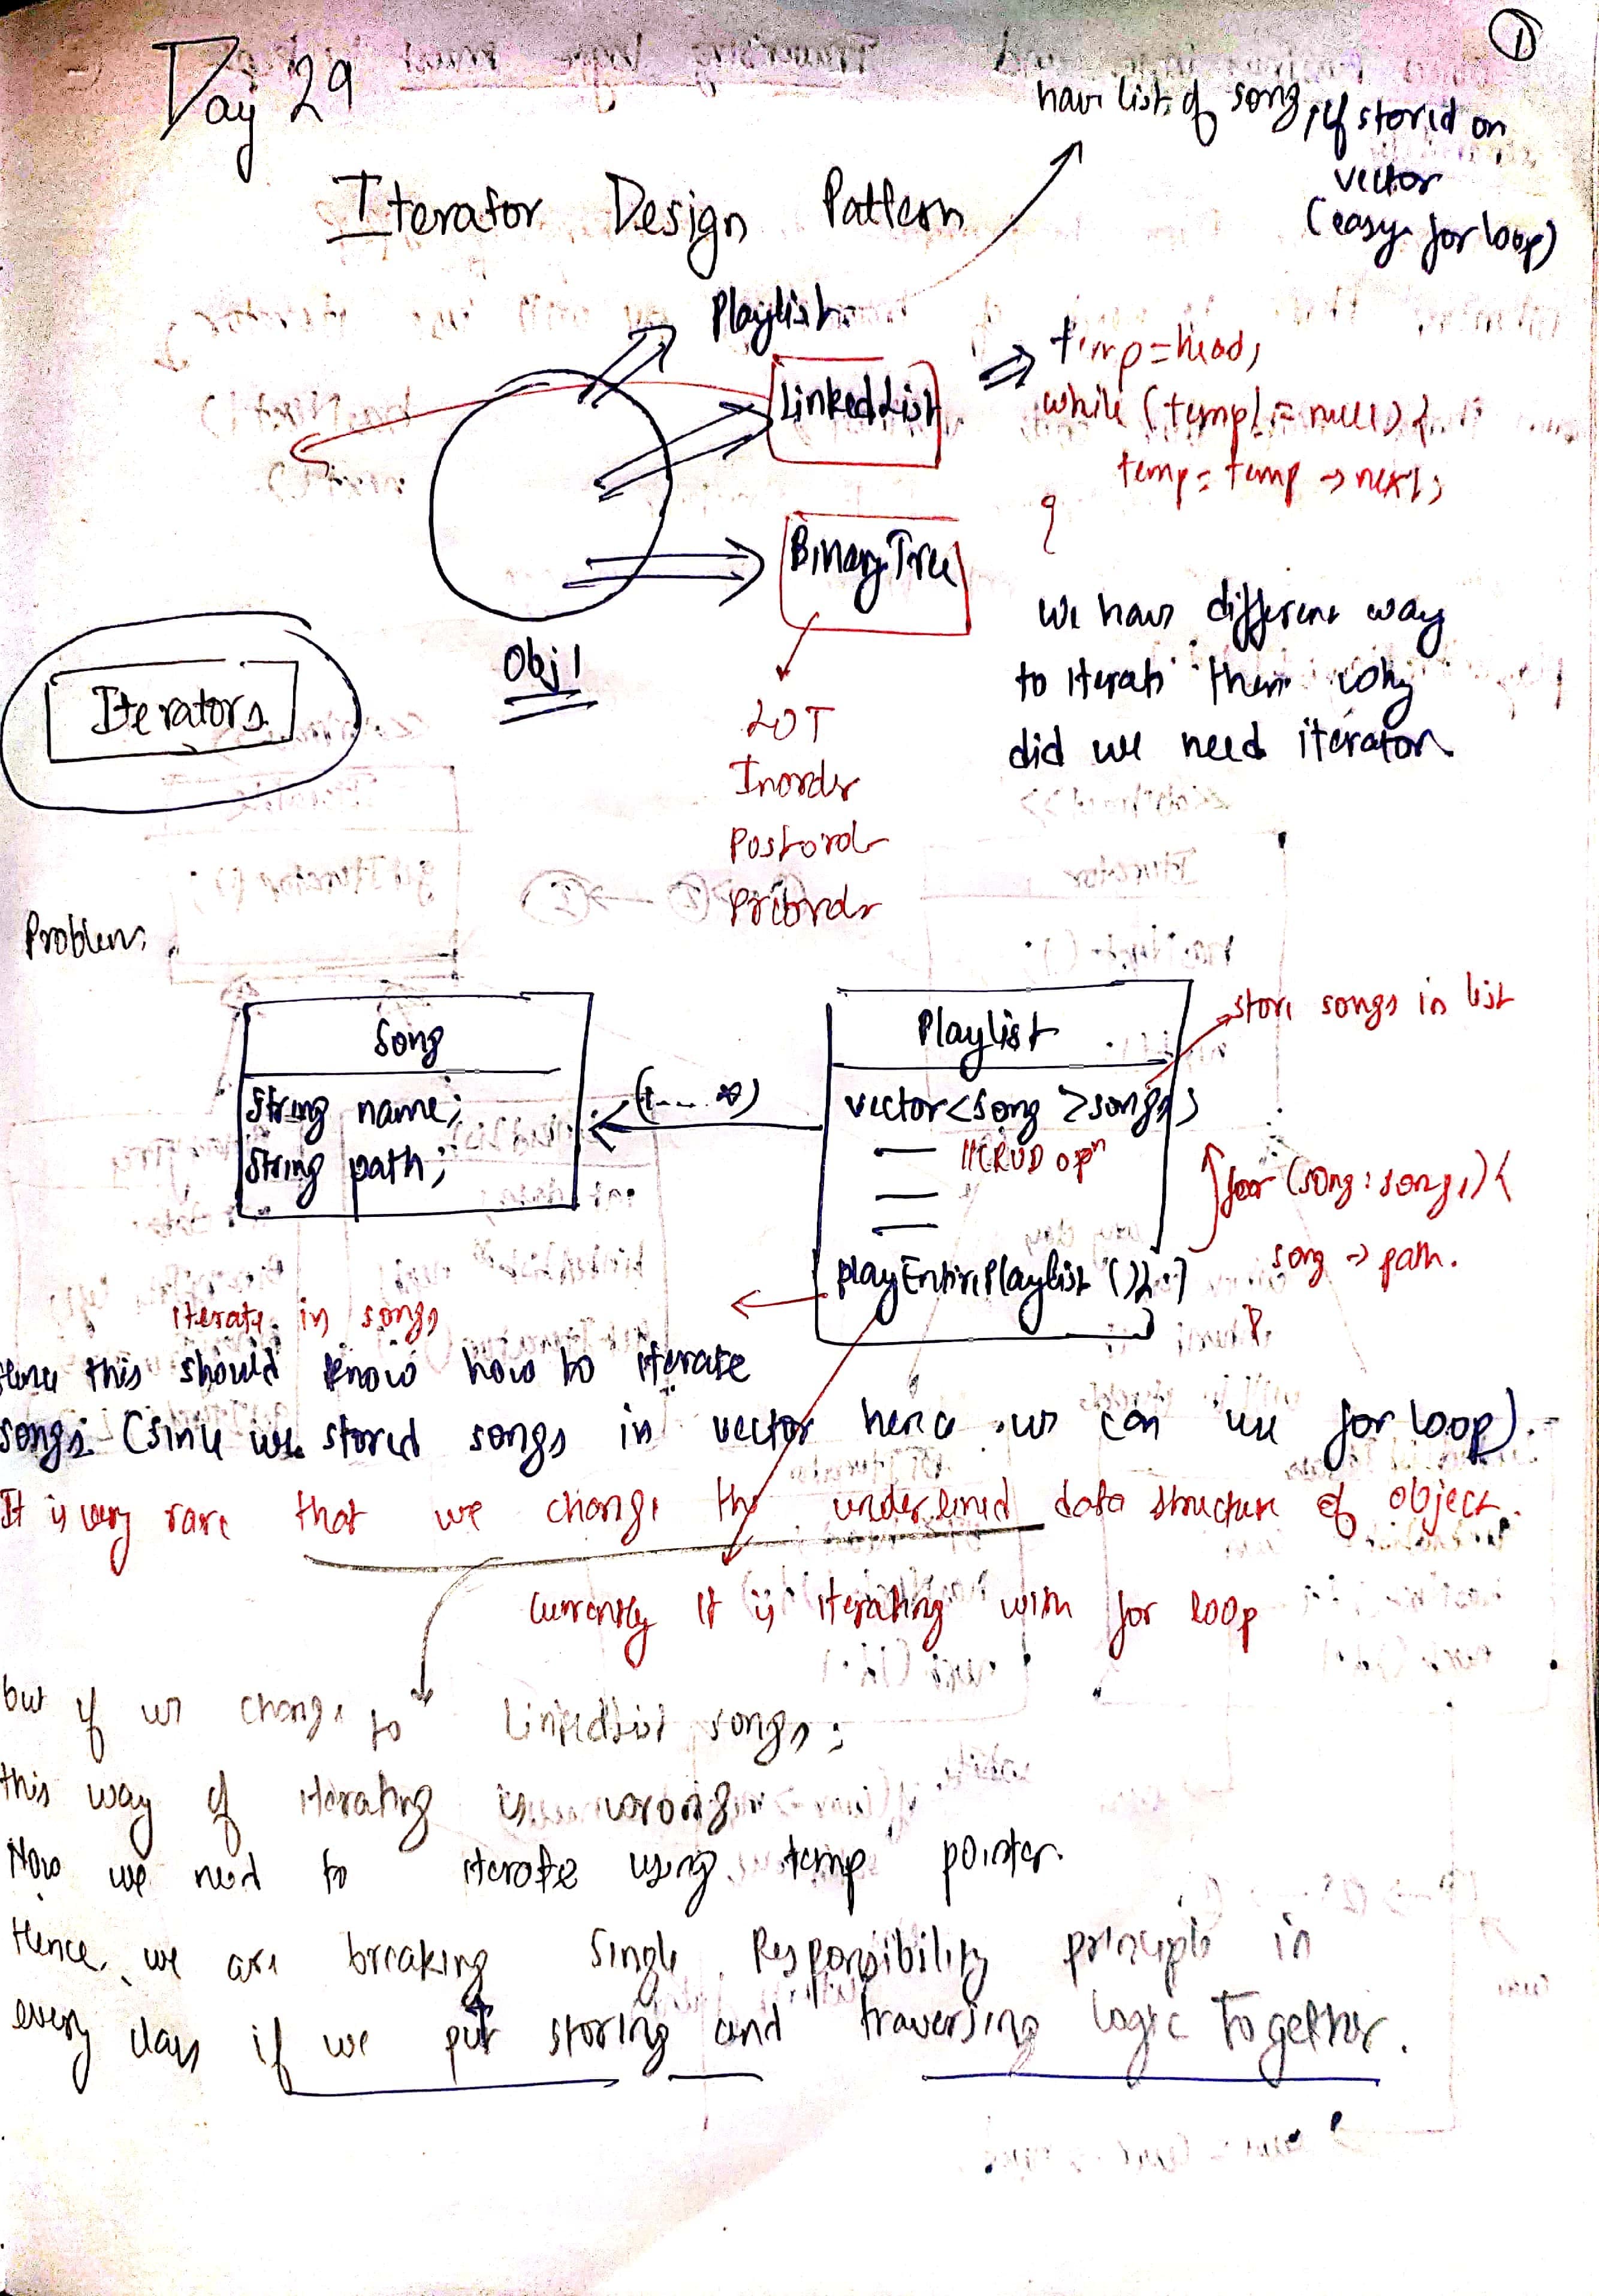 1
Day 29
have list of song, if stored on
vector
(easy for loop)
Iterator Design Pattern
Playlist
LinkedList
temp = head;
while (temp != null) {
temp = temp -> next;
}
BinaryTree
Obj 1
Iterators
LOT
Inorder
Postord
Preordr
We have different way
to iterate then why
did we need iterator
Problem:
Song
String name;
String path;
(1....*)
Playlist
vector<song>songs;
//CRUD opn
playEntirePlaylist () {..}
store songs in list
for (song : songs) {
song -> path.
}
iterate in songs
Hence this should know how to iterate
songs. (since we stored songs in vector hence we can use for loop).
It is very rare that we change the underlined data structure of object.
Currently it is iterating with for loop
but if we change to LinkedList songs;
this way of iterating is wrong
Now we need to iterate using temp pointer.
Hence, we are breaking Single Responsibility principle in
every class if we put storing and traversing logic together.